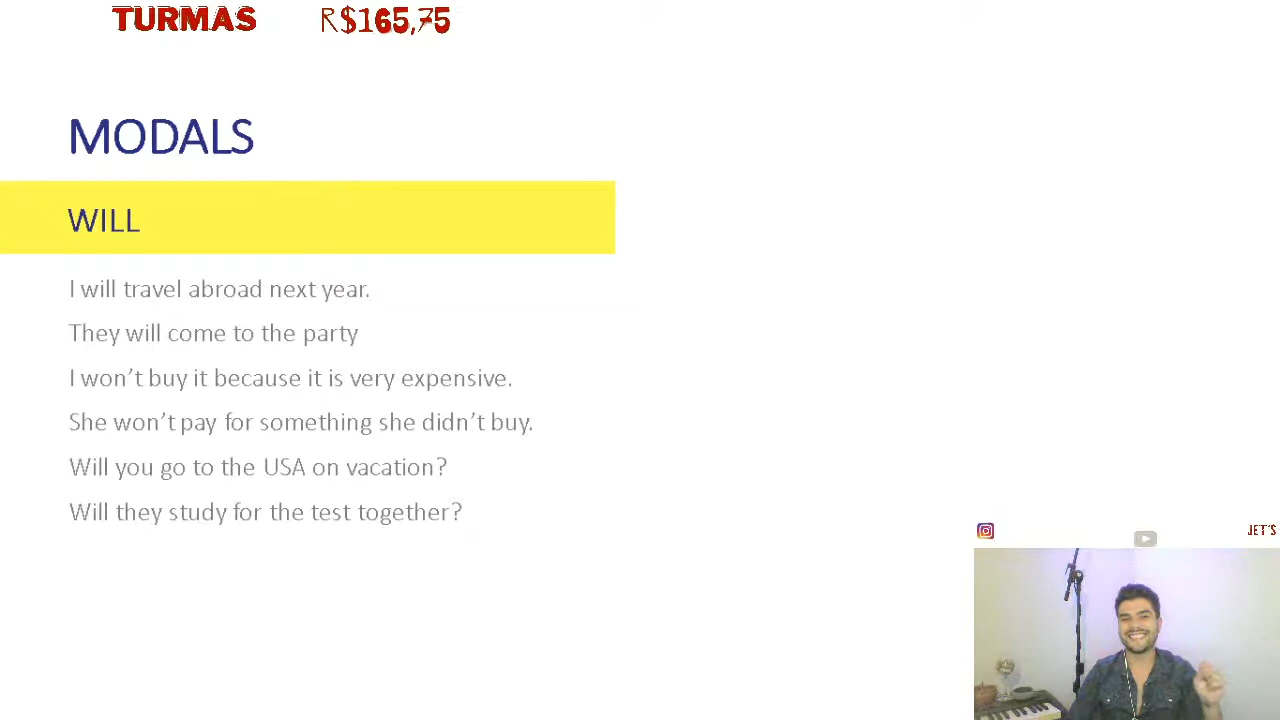 TURMAS R$165,75
MODALS
WILL
I will travel abroad next year.
They will come to the party
I won't buy it because it is very expensive.
She won't pay for something she didn't buy.
Will you go to the USA on vacation?
Will they study for the test together?
JET'S